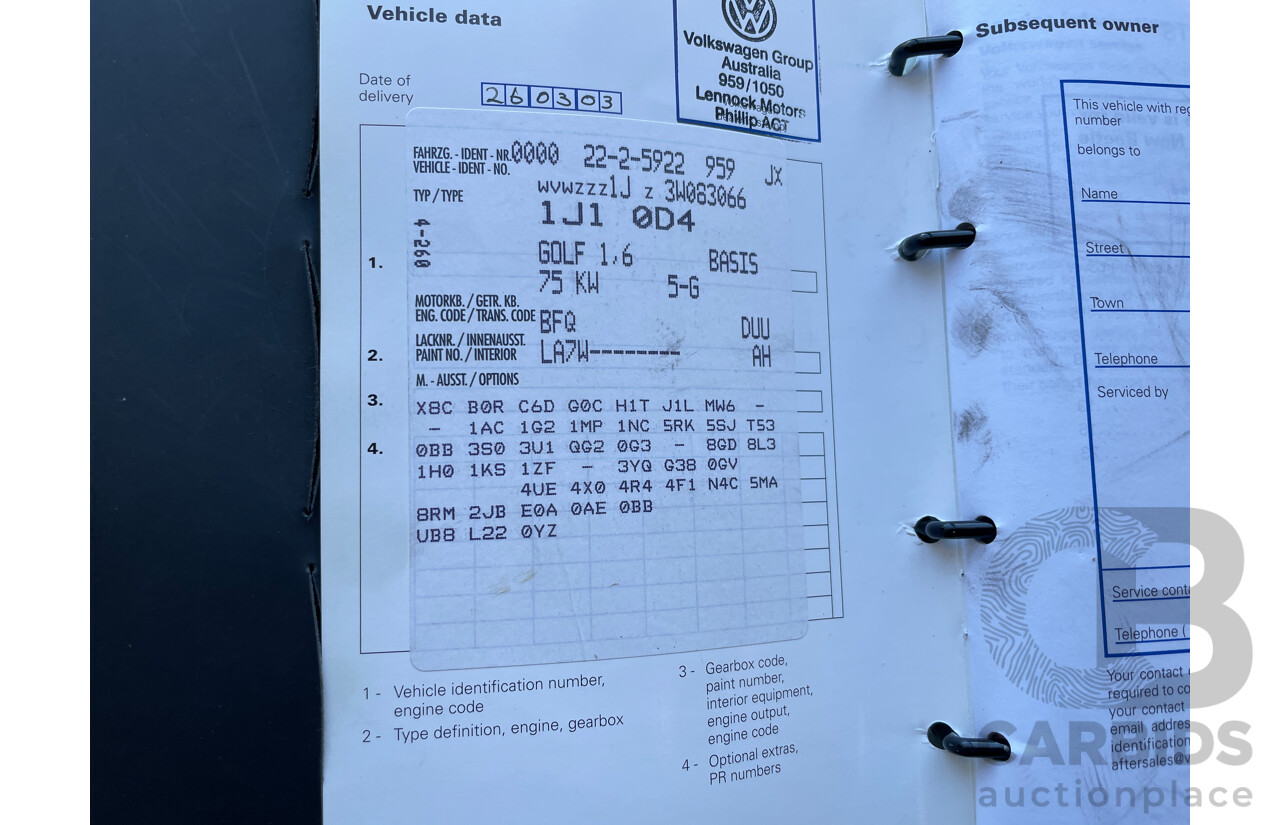 Vehicle data
Volkswagen Group
Australia
959/1050
Lennock Motors
Phillip ACT
Date of
delivery
260303
FAHRZG. - IDENT - NR. 0000 22-2-5922 959 JX
VEHICLE - IDENT - NO.
WVWZZZ1J Z 3W083066
TYP / TYPE
1J1 0D4
4-260
1. GOLF 1,6 BASIS
75 KW 5-G
MOTORKB. / GETR. KB.
ENG. CODE / TRANS. CODE BFQ DUU
LACKNR. / INNENAUSST.
2. PAINT NO. / INTERIOR LA7W-------- AH
M. - AUSST. / OPTIONS
3. X8C B0R C6D G0C H1T J1L MW6 -
- 1AC 1G2 1MP 1NC 5RK 5SJ T53
4. 0BB 3S0 3U1 QG2 0G3 - 8GD 8L3
1H0 1KS 1ZF - 3YQ G38 0GV
4UE 4X0 4R4 4F1 N4C 5MA
8RM 2JB E0A 0AE 0BB
UB8 L22 0YZ
1 - Vehicle identification number,
engine code
2 - Type definition, engine, gearbox
3 - Gearbox code,
paint number,
interior equipment,
engine output,
engine code
4 - Optional extras,
PR numbers
Subsequent owner
This vehicle with reg
number
belongs to
Name
Street
Town
Telephone
Serviced by
Service cont
Telephone (
Your contact
required to co
your contact
email addres
identification
aftersales@v
CARBIDS
auctionplace